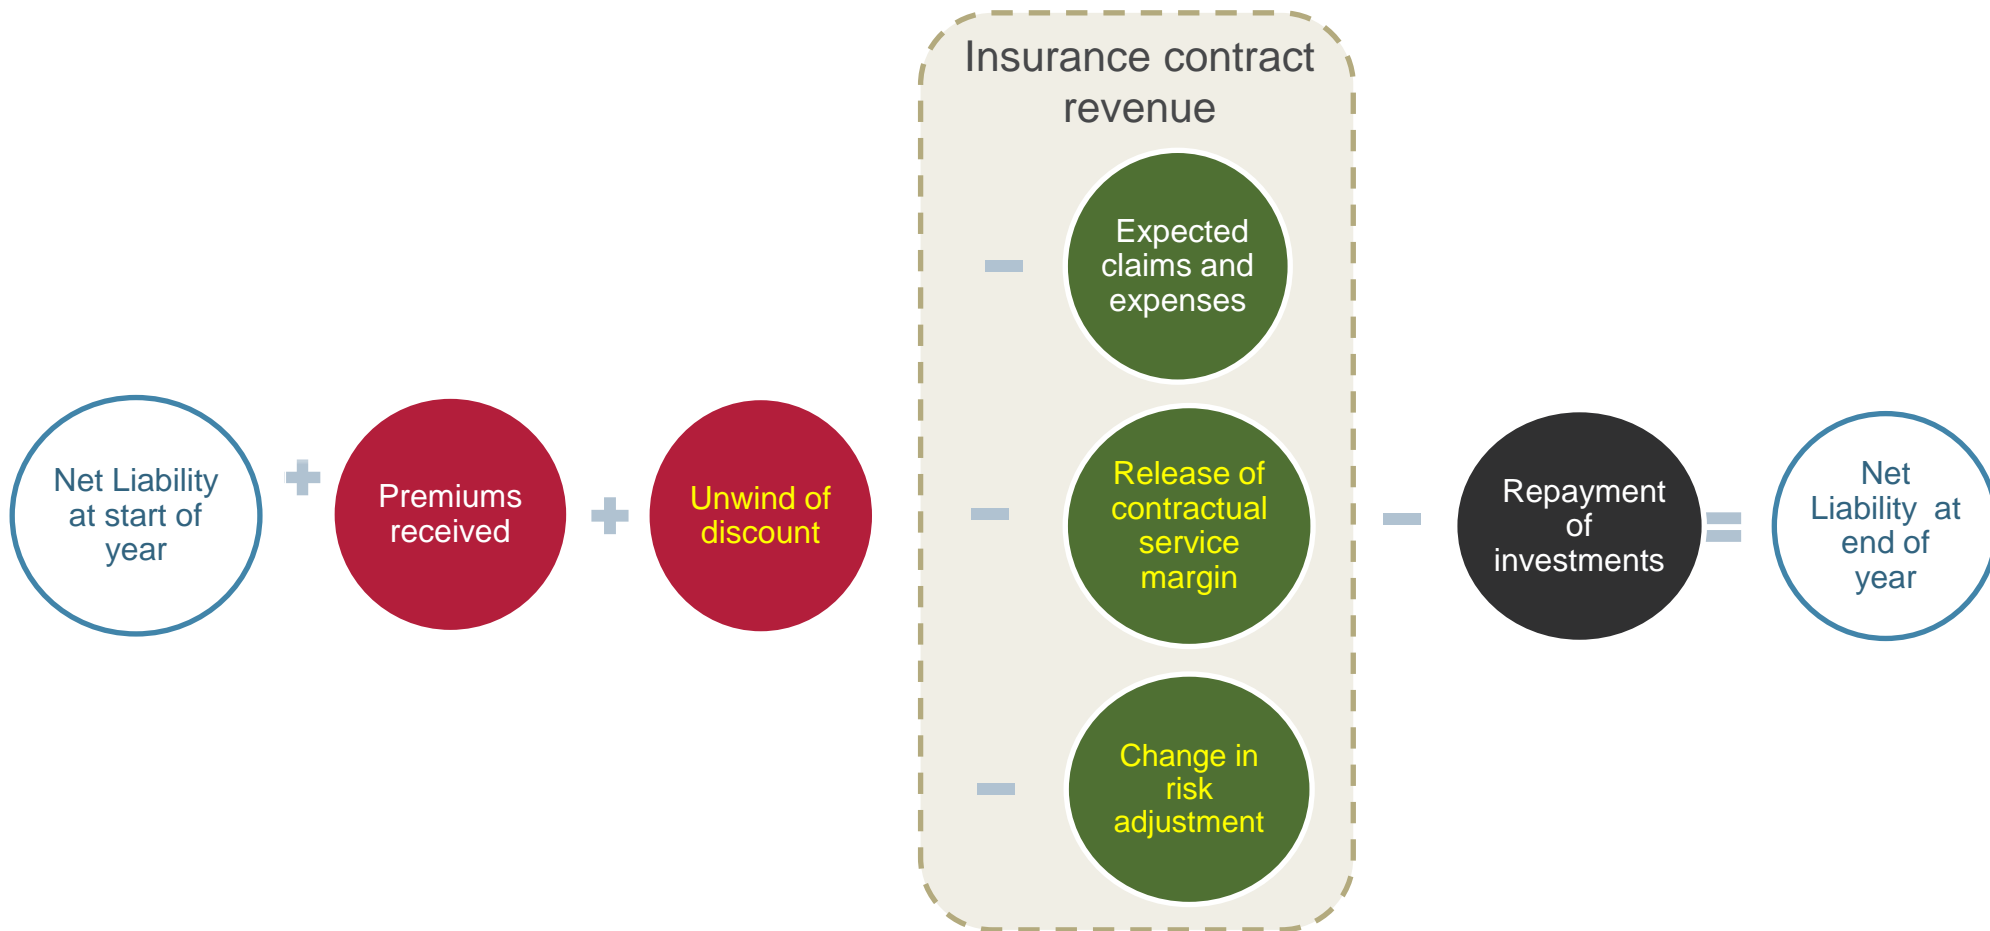 Insurance contract
revenue
Expected
claims and
expenses
Net Liability
at start of
year
Premiums
received
Unwind of
discount
Release of
contractual
service
margin
Repayment
of
investments
Net
Liability at
end of
year
Change in
risk
adjustment